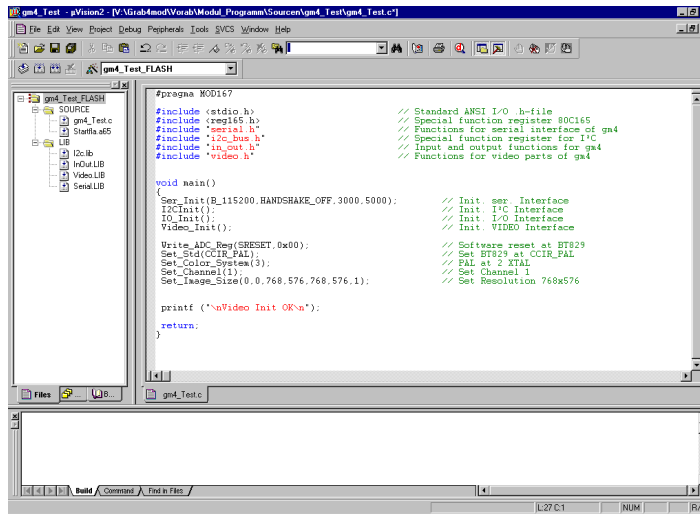 gm4_Test - µVision2 - [V:\Grab4mod\Vorab\Modul_Programm\Sourcen\gm4_Test\gm4_Test.c*]
File Edit View Project Debug Peripherals Tools SVCS Window Help
gm4_Test_FLASH
gm4_Test_FLASH
SOURCE
gm4_Test.c
Startfla.a65
LIB
I2c.lib
InOut.LIB
Video.LIB
Serial.LIB
#pragma MOD167
#include <stdio.h> // Standard ANSI I/O .h-file
#include <reg165.h> // Special function register 80C165
#include "serial.h" // Functions for serial interface of gm4
#include "i2c_bus.h" // Special function register for I²C
#include "in_out.h" // Input and output functions for gm4
#include "video.h" // Functions for video parts of gm4
void main()
{
Ser_Init(B_115200,HANDSHAKE_OFF,3000,5000); // Init. ser. Interface
I2CInit(); // Init. I²C Interface
IO_Init(); // Init. I/O Interface
Video_Init(); // Init. VIDEO Interface
Write_ADC_Reg(SRESET,0x00); // Software reset at BT829
Set_Std(CCIR_PAL); // Set BT829 at CCIR_PAL
Set_Color_System(3); // PAL at 2 XTAL
Set_Channel(1); // Set Channel 1
Set_Image_Size(0,0,768,576,768,576,1); // Set Resolution 768x576
printf ("\nVideo Init OK\n");
return;
}
Files B...
gm4_Test.c
Build Command Find in Files
L:27 C:1 NUM R/